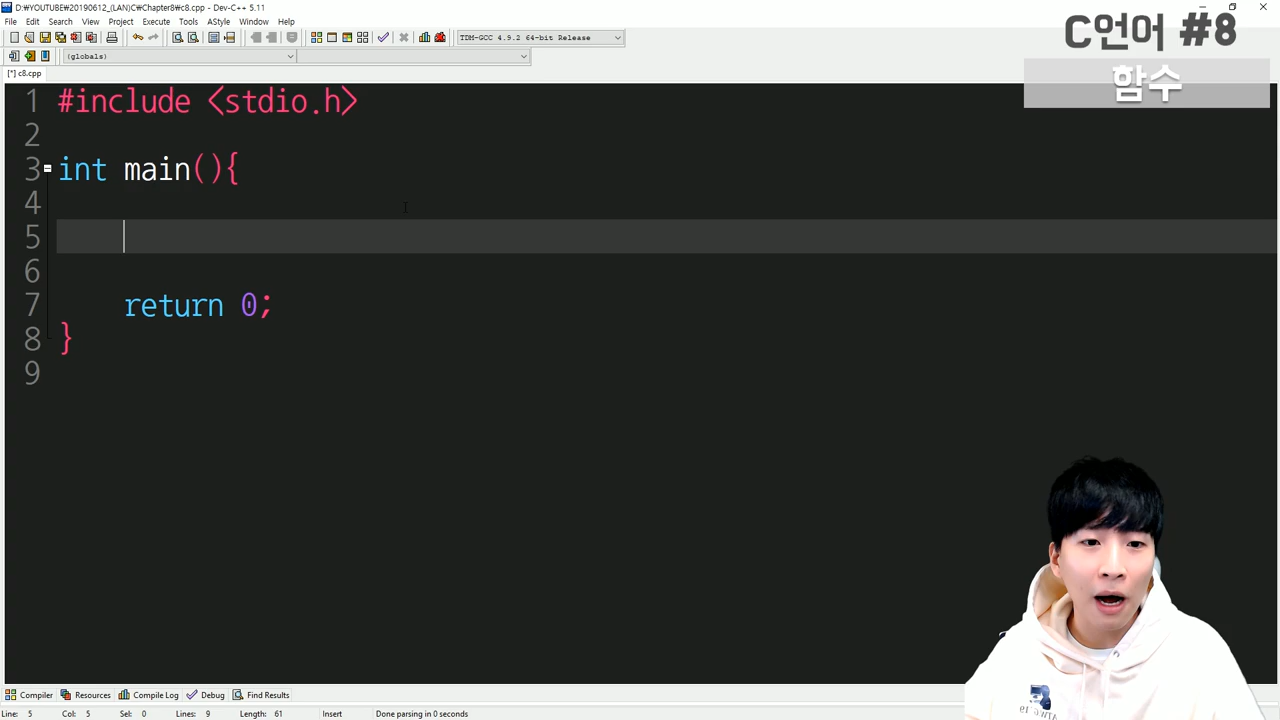 D:₩YOUTUBE₩20190612_(LAN)C₩Chapter8₩c8.cpp - Dev-C++ 5.11
File Edit Search View Project Execute Tools AStyle Window Help
TDM-GCC 4.9.2 64-bit Release
(globals)
[*] c8.cpp
C언어 #8
함수
1 #include <stdio.h>
2
3 int main(){
4
5
6
7 return 0;
8 }
9
Compiler Resources Compile Log Debug Find Results
Line: 5 Col: 5 Sel: 0 Lines: 9 Length: 61 Insert Done parsing in 0 seconds